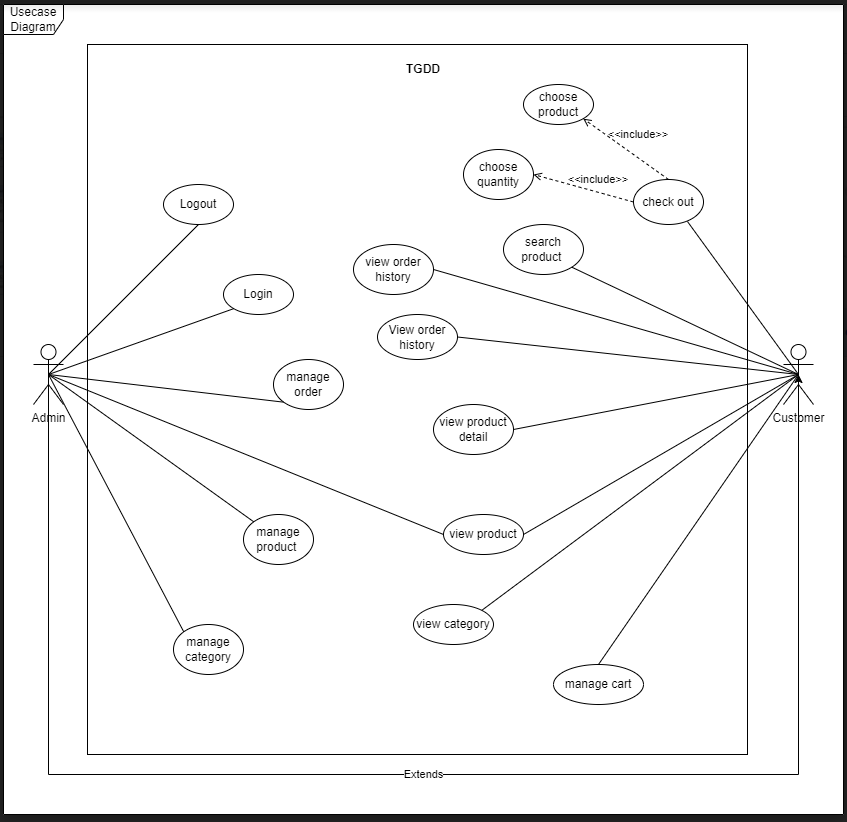 Usecase
Diagram
TGDD
choose
product
<<include>>
choose
quantity
<<include>>
check out
Logout
search
product
view order
history
Login
View order
history
manage
order
Admin
Customer
view product
detail
manage
product
view product
view category
manage
category
manage cart
Extends